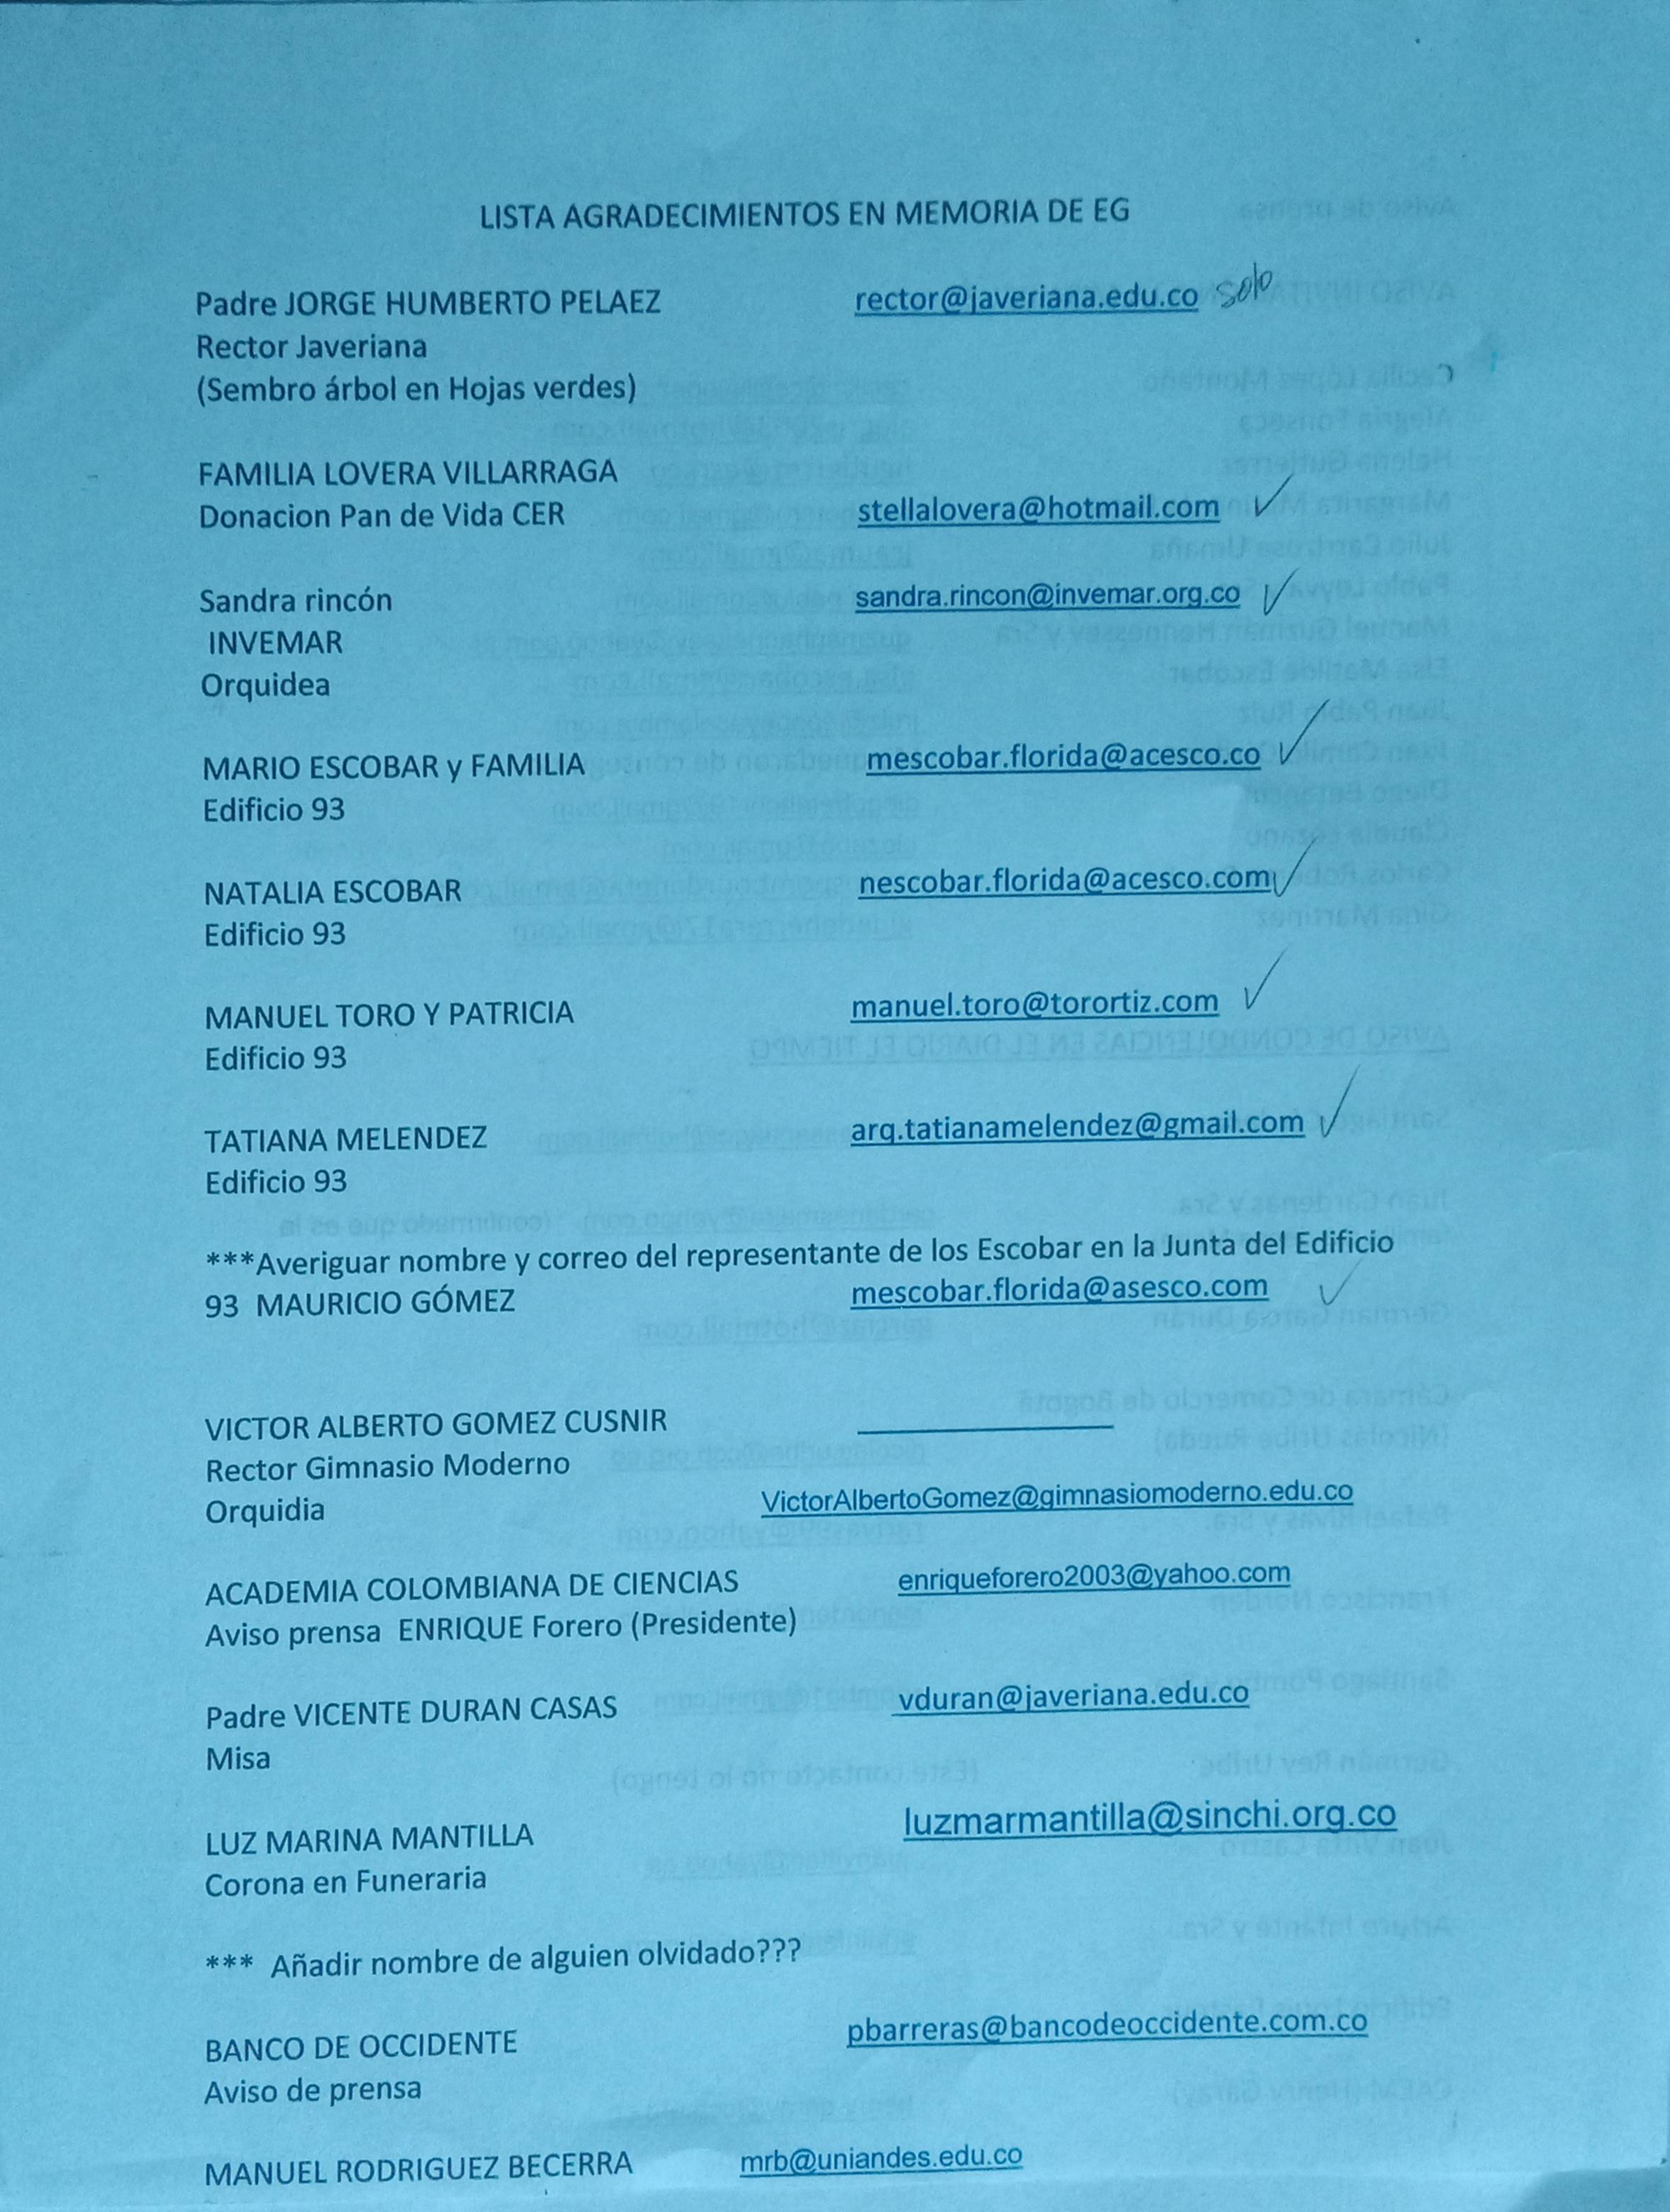 LISTA AGRADECIMIENTOS EN MEMORIA DE EG
Padre JORGE HUMBERTO PELAEZ rector@javeriana.edu.co solo
Rector Javeriana
(Sembro árbol en Hojas verdes)
FAMILIA LOVERA VILLARRAGA
Donacion Pan de Vida CER stellalovera@hotmail.com ✓
Sandra rincón sandra.rincon@invemar.org.co ✓
INVEMAR
Orquidea
MARIO ESCOBAR y FAMILIA mescobar.florida@acesco.co ✓
Edificio 93
NATALIA ESCOBAR nescobar.florida@acesco.com ✓
Edificio 93
MANUEL TORO Y PATRICIA manuel.toro@torortiz.com ✓
Edificio 93
TATIANA MELENDEZ arq.tatianamelendez@gmail.com ✓
Edificio 93
***Averiguar nombre y correo del representante de los Escobar en la Junta del Edificio
93 MAURICIO GÓMEZ mescobar.florida@asesco.com ✓
VICTOR ALBERTO GOMEZ CUSNIR
Rector Gimnasio Moderno
Orquidia VictorAlbertoGomez@gimnasiomoderno.edu.co
ACADEMIA COLOMBIANA DE CIENCIAS enriqueforero2003@yahoo.com
Aviso prensa ENRIQUE Forero (Presidente)
Padre VICENTE DURAN CASAS vduran@javeriana.edu.co
Misa
LUZ MARINA MANTILLA luzmarmantilla@sinchi.org.co
Corona en Funeraria
*** Añadir nombre de alguien olvidado???
BANCO DE OCCIDENTE pbarreras@bancodeoccidente.com.co
Aviso de prensa
MANUEL RODRIGUEZ BECERRA mrb@uniandes.edu.co